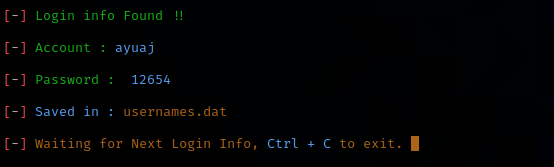 [-] Login info Found !!
[-] Account : ayuaj
[-] Password :  12654
[-] Saved in : usernames.dat
[-] Waiting for Next Login Info, Ctrl + C to exit.